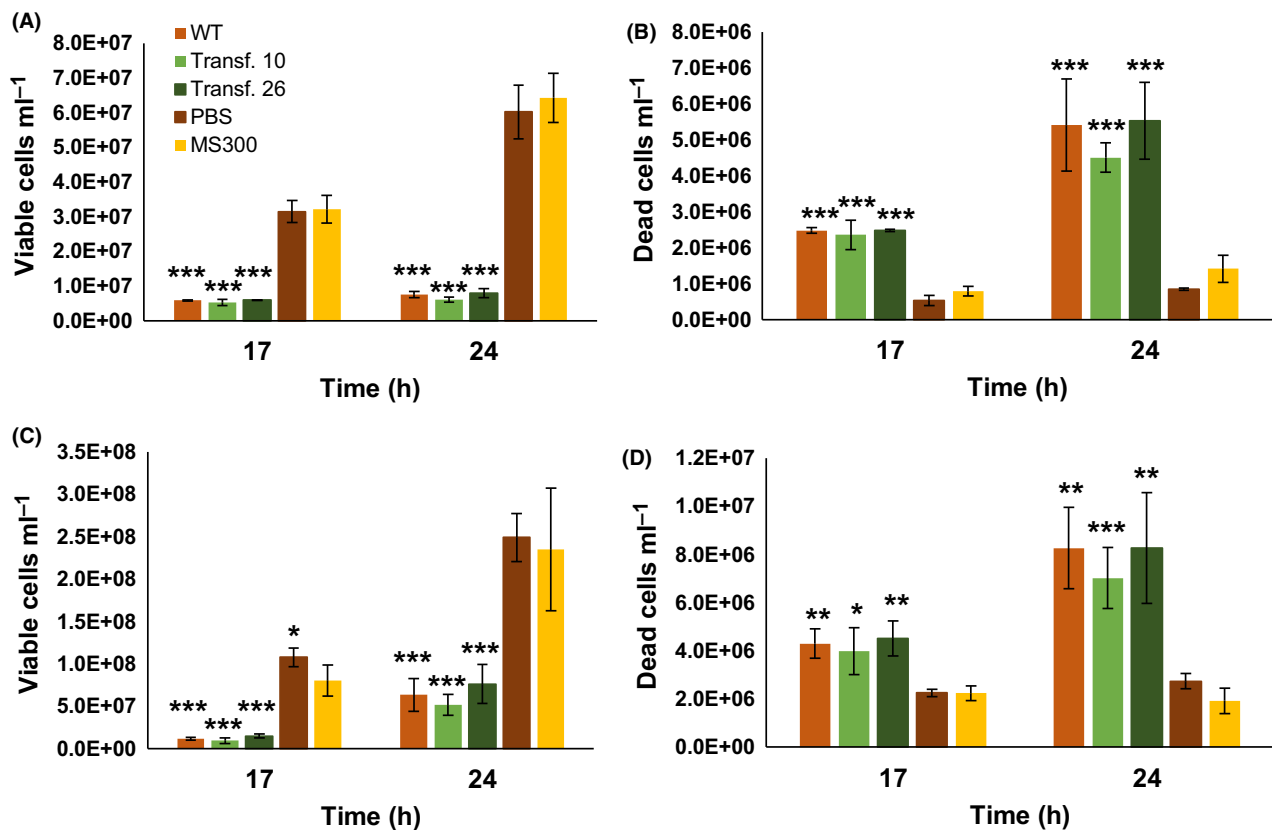 (A)
WT
Transf. 10
Transf. 26
PBS
MS300
8.0E+07
7.0E+07
6.0E+07
5.0E+07
4.0E+07
3.0E+07
2.0E+07
1.0E+07
0.0E+00
Viable cells ml⁻¹
*** *** ***
*** *** ***
17 24
Time (h)
(B)
8.0E+06
7.0E+06
6.0E+06
5.0E+06
4.0E+06
3.0E+06
2.0E+06
1.0E+06
0.0E+00
Dead cells ml⁻¹
*** *** ***
*** *** ***
17 24
Time (h)
(C)
3.5E+08
3.0E+08
2.5E+08
2.0E+08
1.5E+08
1.0E+08
5.0E+07
0.0E+00
Viable cells ml⁻¹
*** *** *** *
*** *** ***
17 24
Time (h)
(D)
1.2E+07
1.0E+07
8.0E+06
6.0E+06
4.0E+06
2.0E+06
0.0E+00
Dead cells ml⁻¹
** * **
** *** **
17 24
Time (h)